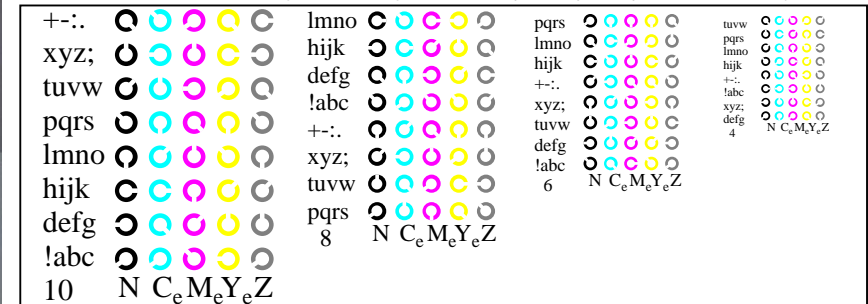 +-:.
xyz;
tuvw
pqrs
lmno
hijk
defg
!abc
10 N CeMeYeZ
lmno
hijk
defg
!abc
+-:.
xyz;
tuvw
pqrs
8 N CeMeYeZ
pqrs
lmno
hijk
+-:.
xyz;
tuvw
defg
!abc
6 N CeMeYeZ
tuvw
pqrs
lmno
hijk
+-:.
!abc
xyz;
defg
4 N CeMeYeZ